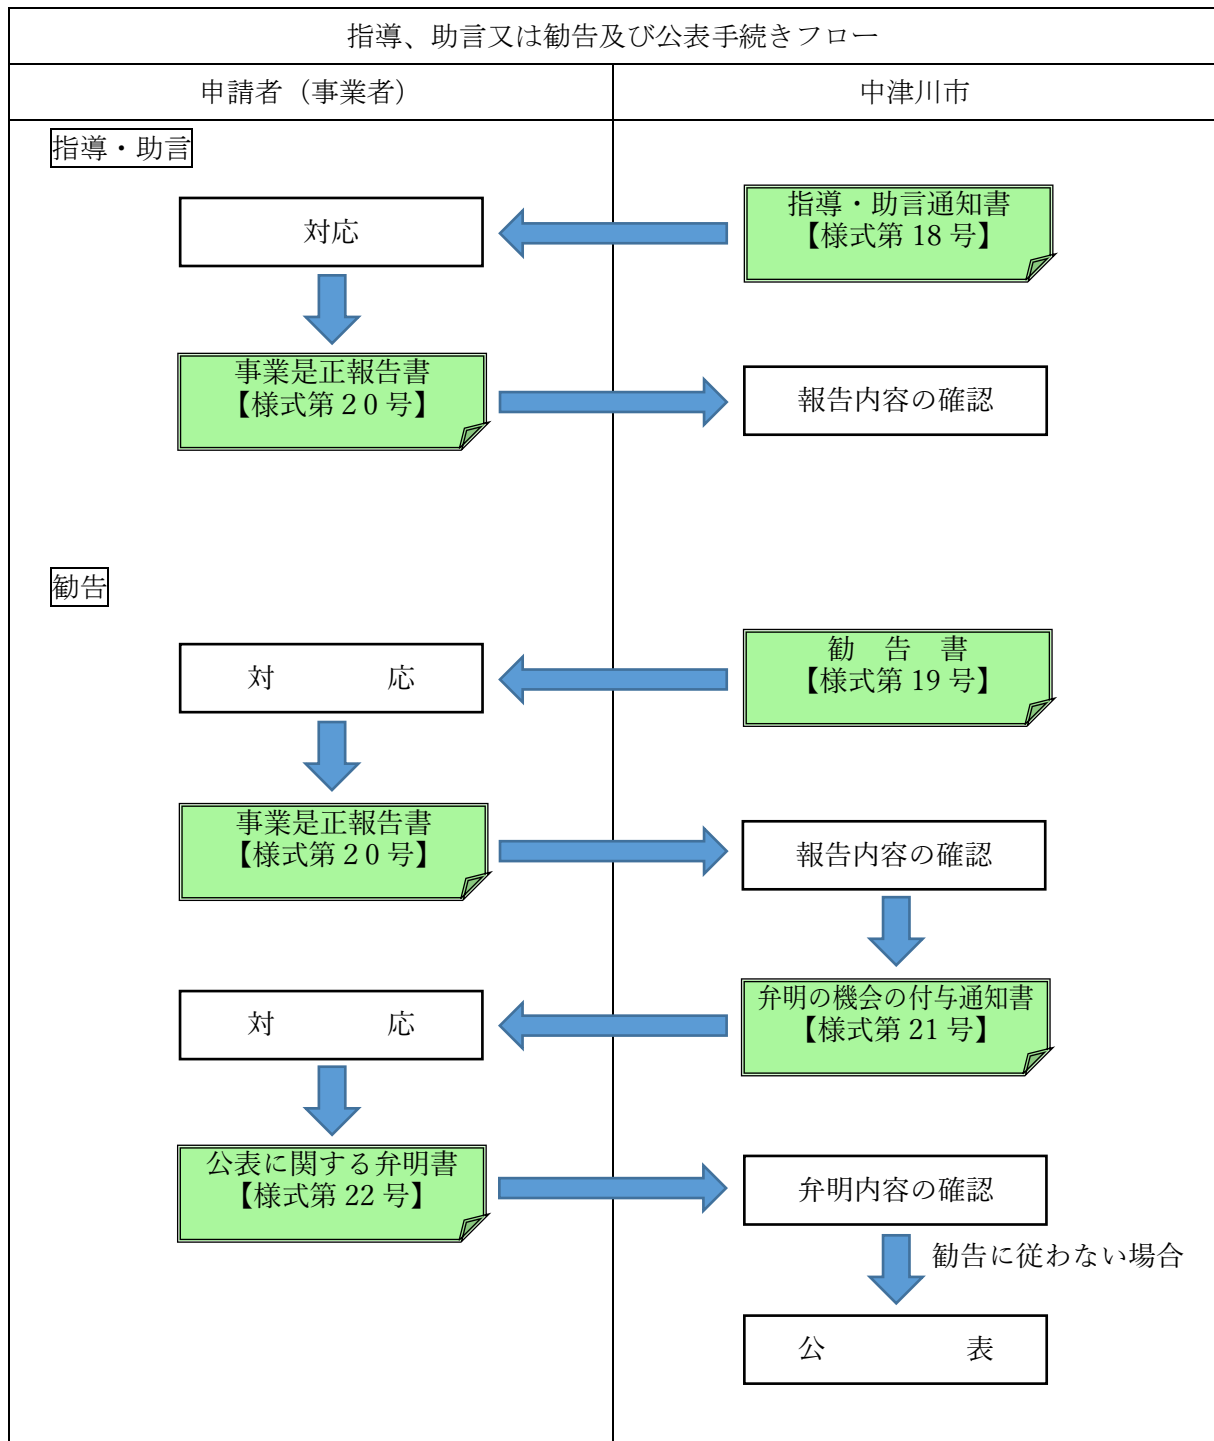 指導、助言又は勧告及び公表手続きフロー
申請者（事業者）
中津川市
指導・助言
対応
指導・助言通知書
【様式第 18 号】
事業是正報告書
【様式第２０号】
報告内容の確認
勧告
対　　　　応
勧　告　書
【様式第 19 号】
事業是正報告書
【様式第２０号】
報告内容の確認
対　　　　応
弁明の機会の付与通知書
【様式第 21 号】
公表に関する弁明書
【様式第 22 号】
弁明内容の確認
勧告に従わない場合
公　　　　　表